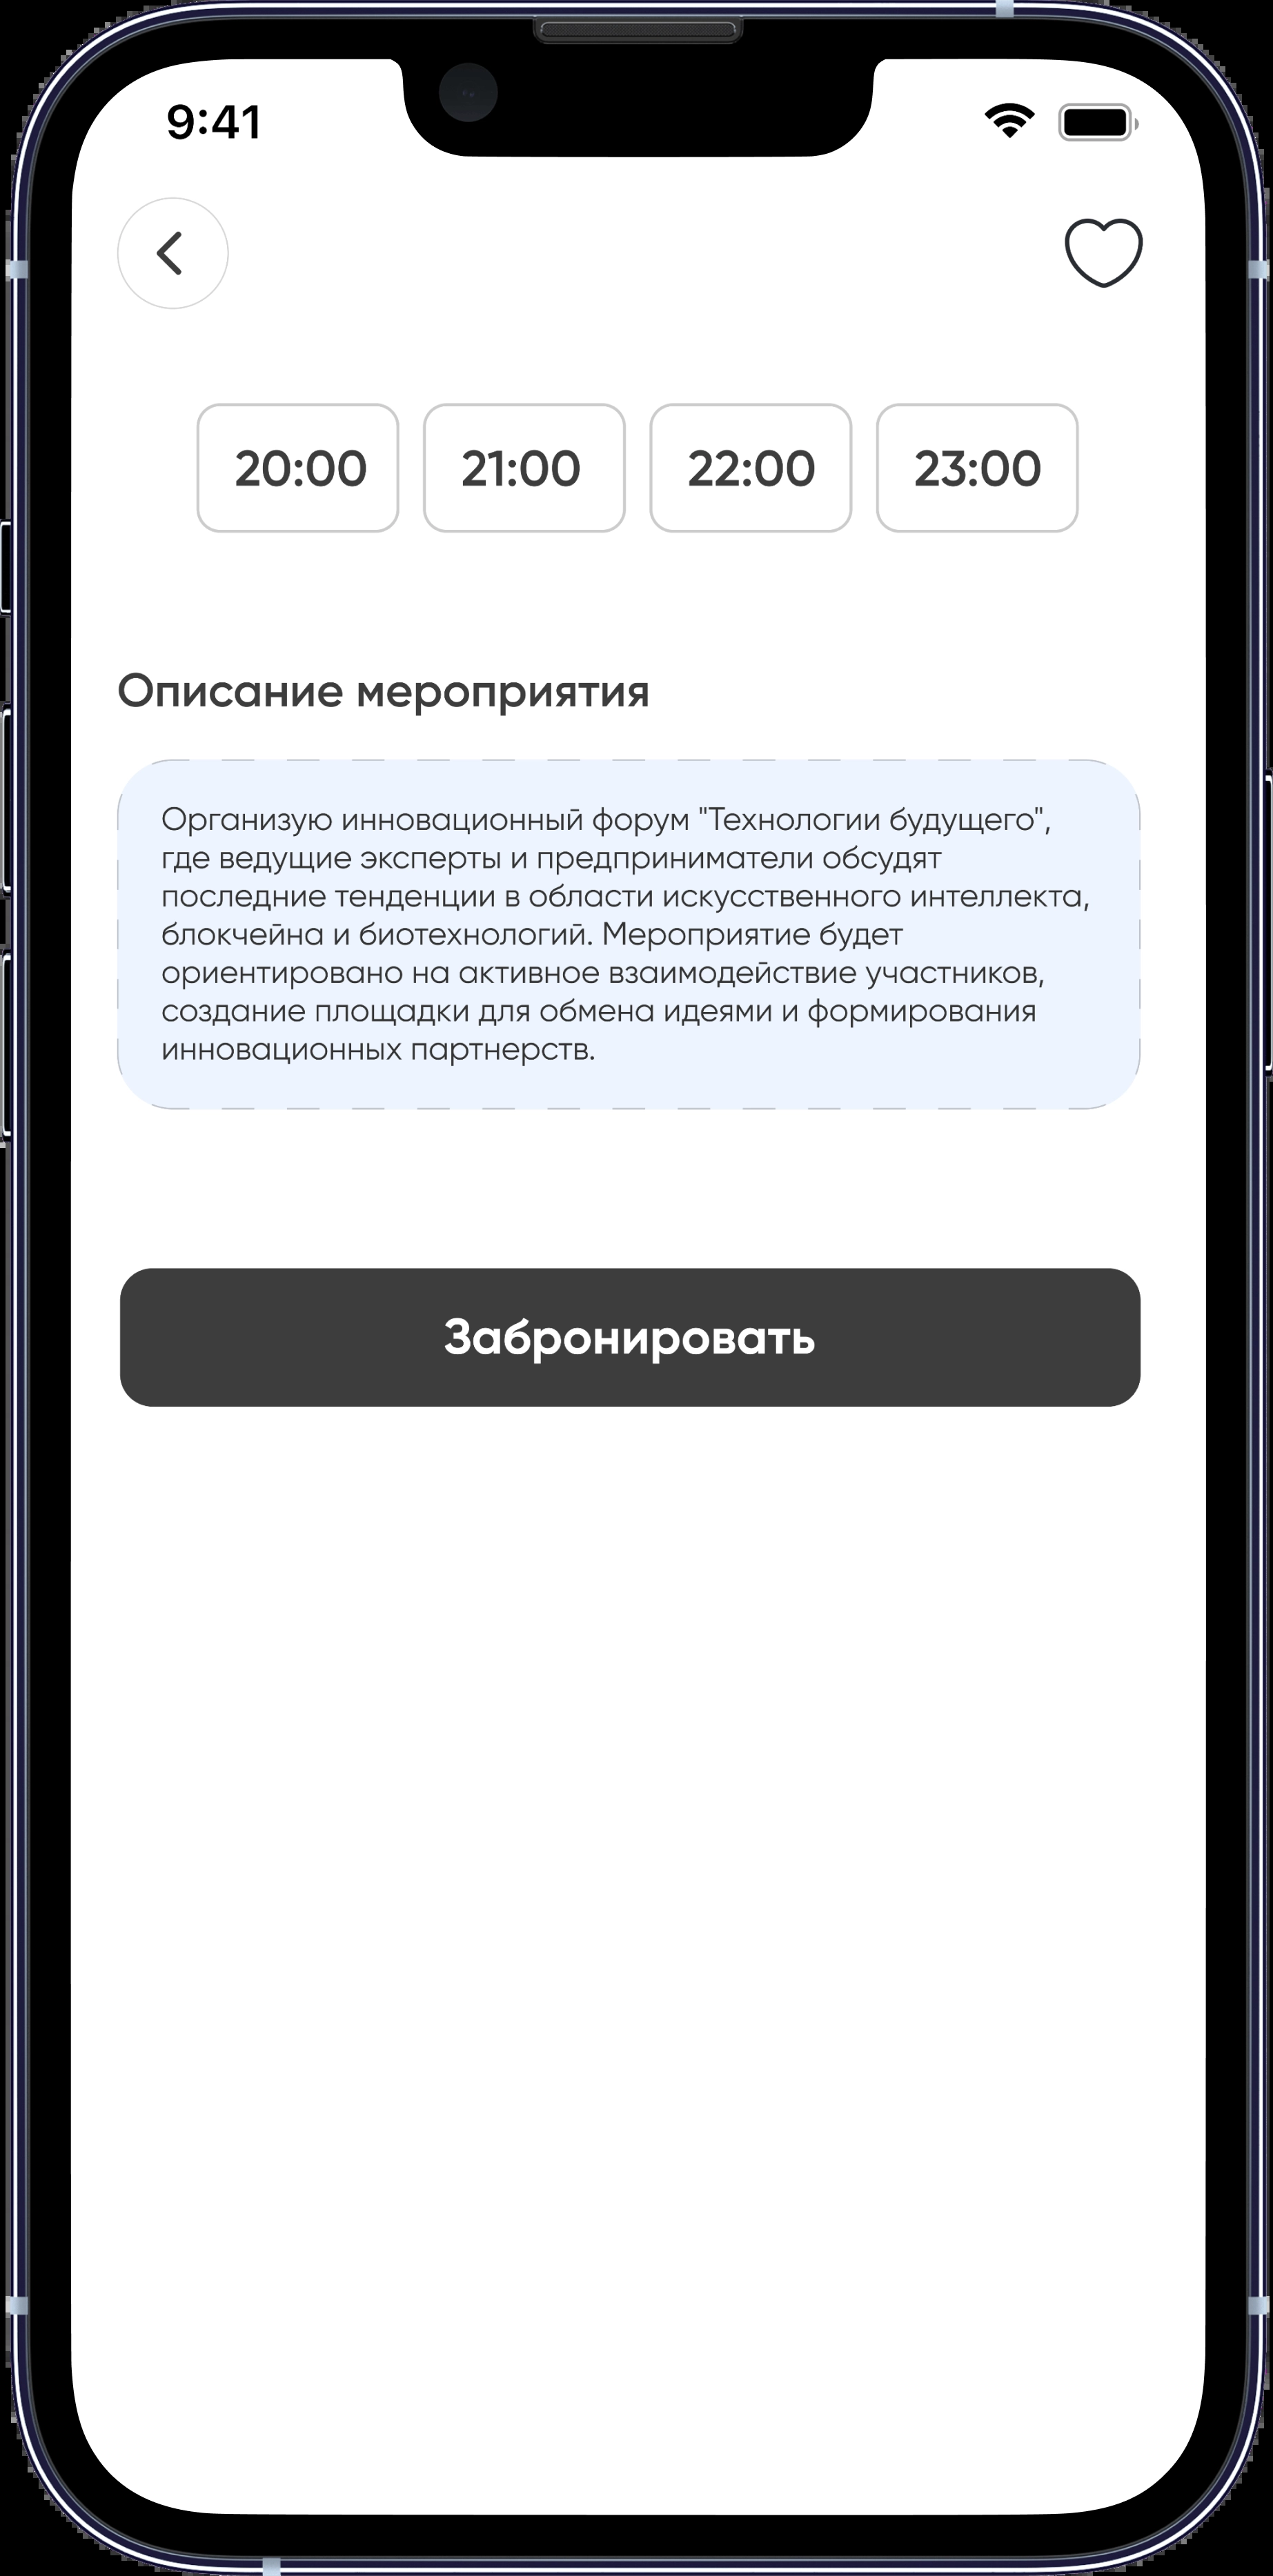 9:41
20:00 21:00 22:00 23:00
Описание мероприятия
Организую инновационный форум "Технологии будущего",
где ведущие эксперты и предприниматели обсудят
последние тенденции в области искусственного интеллекта,
блокчейна и биотехнологий. Мероприятие будет
ориентировано на активное взаимодействие участников,
создание площадки для обмена идеями и формирования
инновационных партнерств.
Забронировать